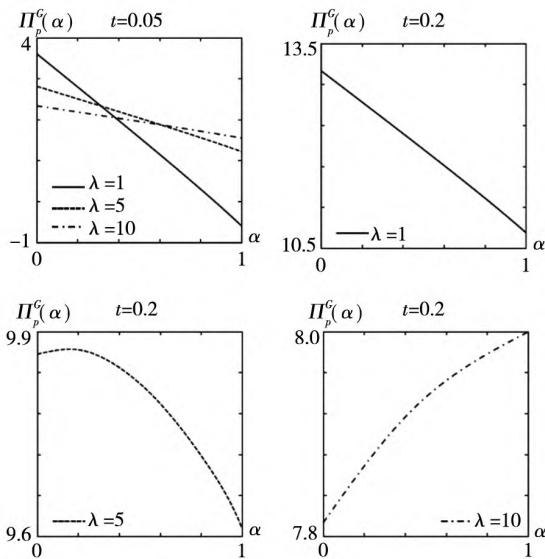 Π_p^G(α) t=0.05
4
λ=1
λ=5
λ=10
-1
0 1 α
Π_p^G(α) t=0.2
13.5
λ=1
10.5
0 1 α
Π_p^G(α) t=0.2
9.9
λ=5
9.6
0 1 α
Π_p^G(α) t=0.2
8.0
λ=10
7.8
0 1 α